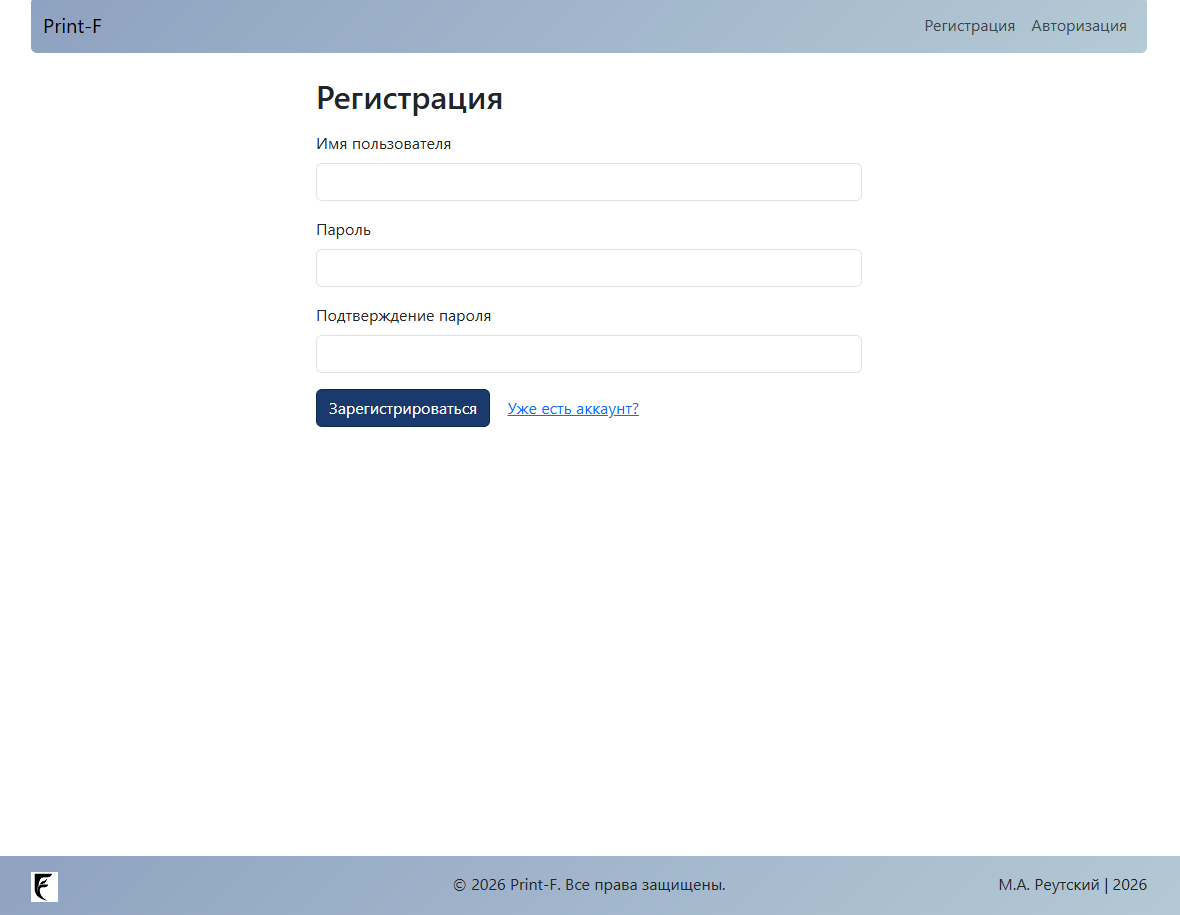 Print-F
Регистрация Авторизация
Регистрация
Имя пользователя
Пароль
Подтверждение пароля
Зарегистрироваться
Уже есть аккаунт?
© 2026 Print-F. Все права защищены.
М.А. Реутский | 2026